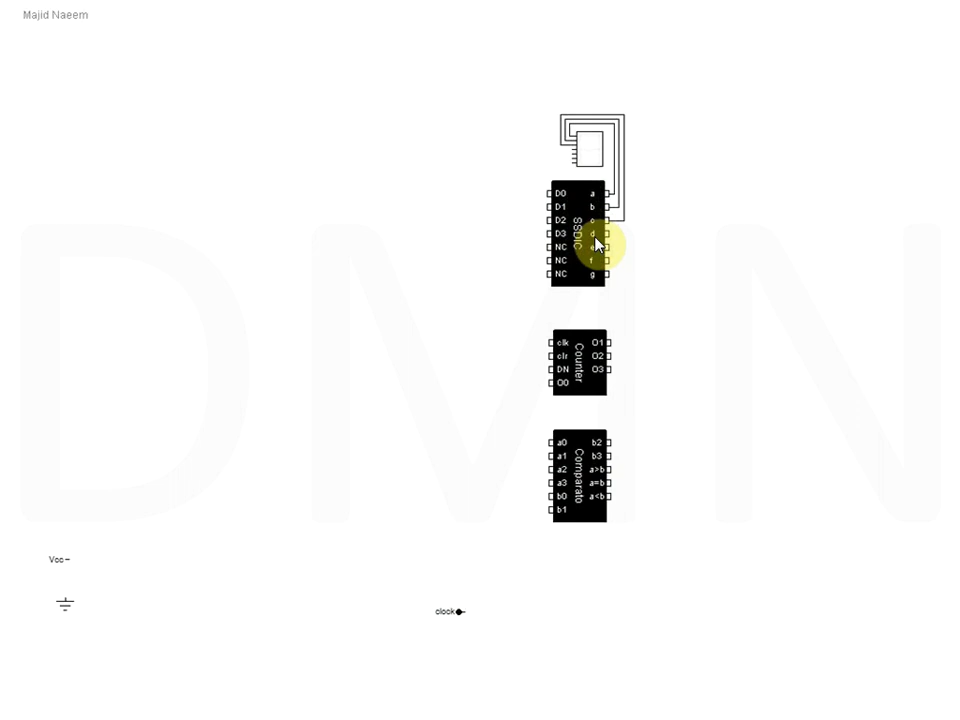 Majid Naeem
D0 a
D1 b
D2 c
D3 d
NC e
NC f
NC g
SSDIC
clk O1
clr O2
DN O3
O0
Counter
a0 b2
a1 b3
a2 a>b
a3 a=b
b0 a<b
b1
Comparato
Vcc
clock
DMN